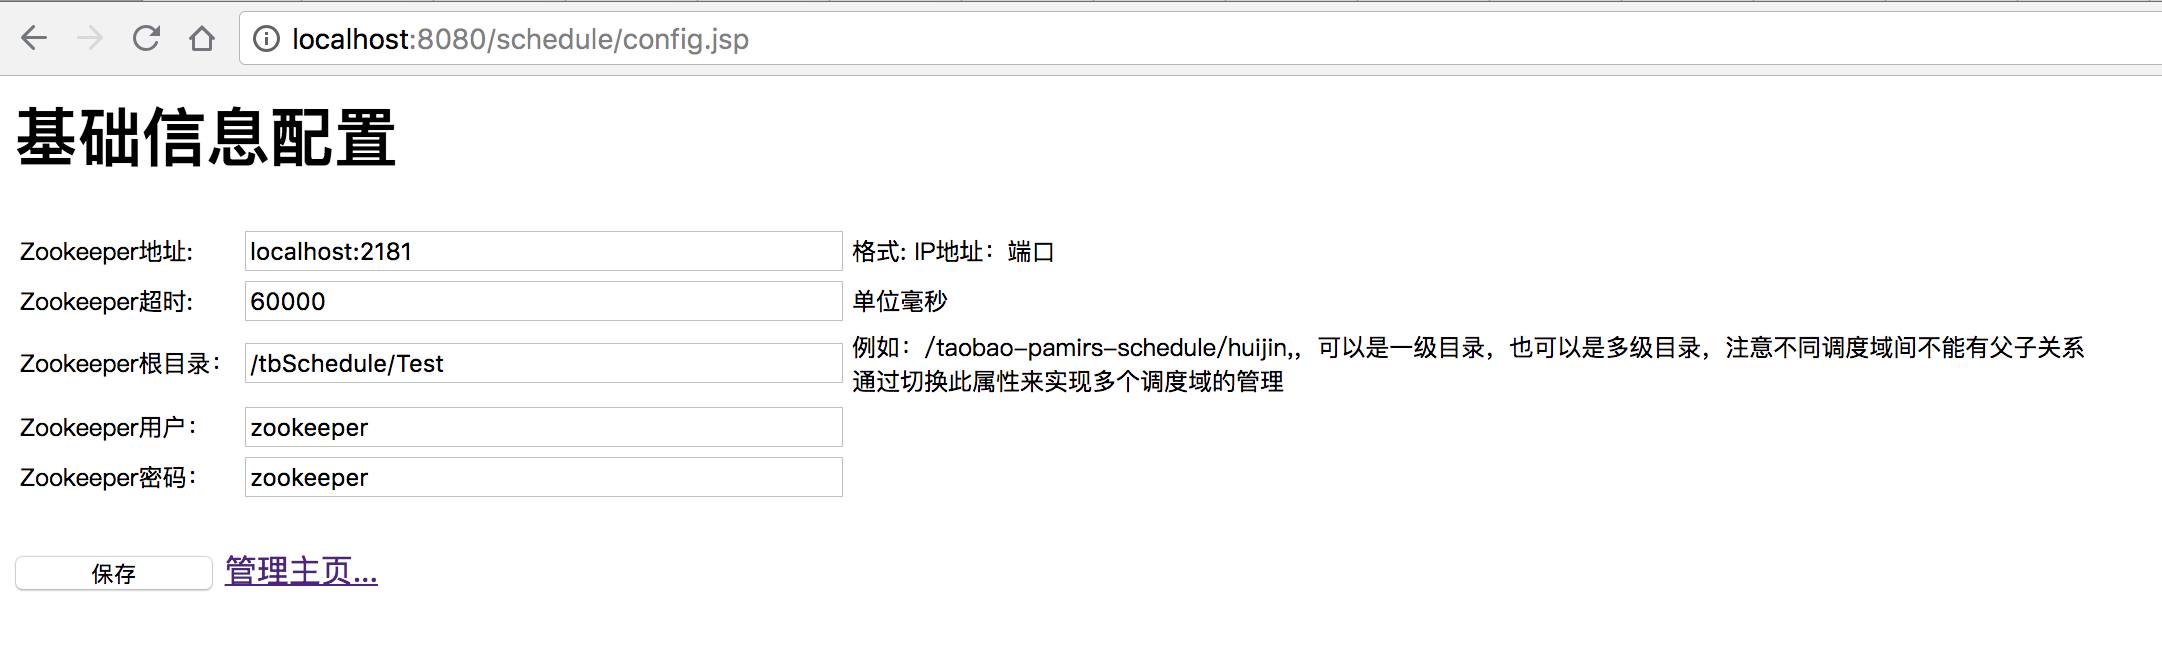 localhost:8080/schedule/config.jsp
基础信息配置
Zookeeper地址: localhost:2181 格式: IP地址：端口
Zookeeper超时: 60000 单位毫秒
Zookeeper根目录： /tbSchedule/Test 例如：/taobao-pamirs-schedule/huijin,，可以是一级目录，也可以是多级目录，注意不同调度域间不能有父子关系
通过切换此属性来实现多个调度域的管理
Zookeeper用户： zookeeper
Zookeeper密码： zookeeper
保存 管理主页...